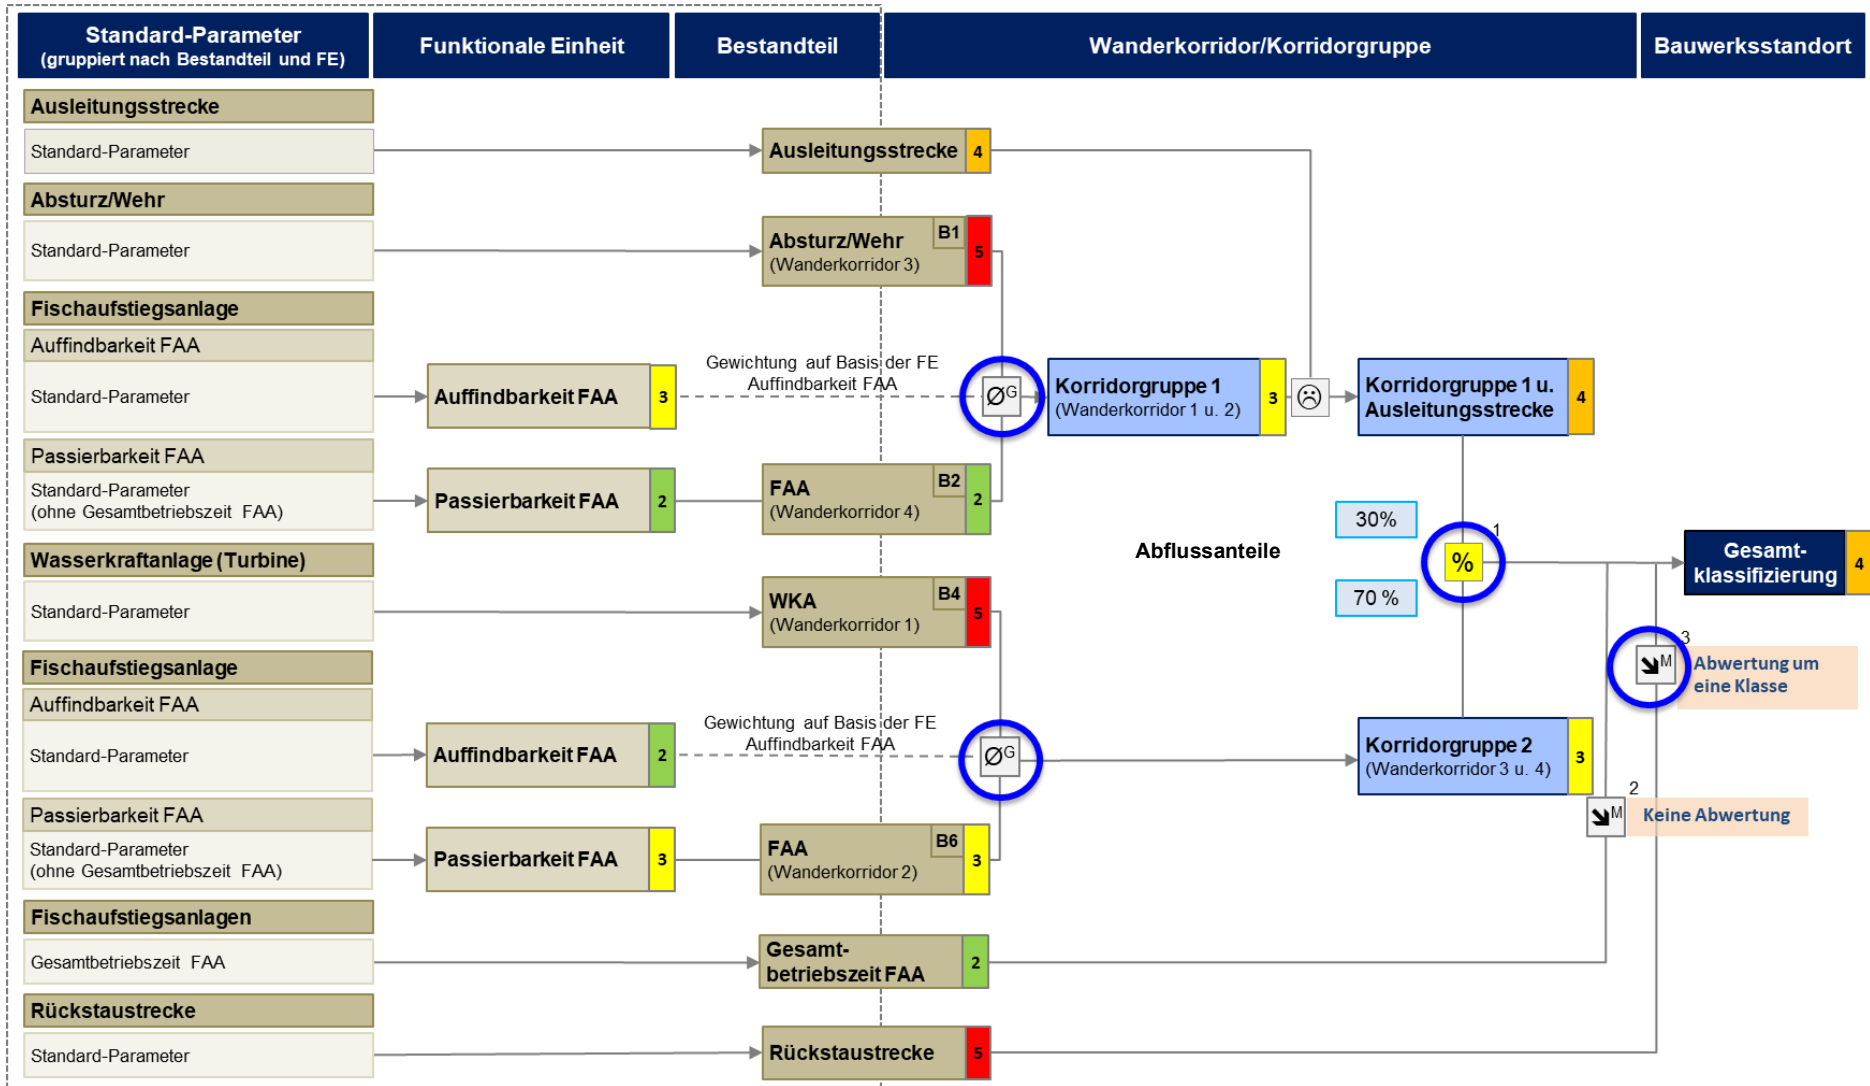 Standard-Parameter
(gruppiert nach Bestandteil und FE)
Funktionale Einheit
Bestandteil
Wanderkorridor/Korridorgruppe
Bauwerksstandort
Ausleitungsstrecke
Standard-Parameter
Ausleitungsstrecke 4
Absturz/Wehr
Standard-Parameter
Absturz/Wehr B1
(Wanderkorridor 3)
5
Fischaufstiegsanlage
Auffindbarkeit FAA
Standard-Parameter
Auffindbarkeit FAA 3
Gewichtung auf Basis der FE
Auffindbarkeit FAA
ØG
Korridorgruppe 1
(Wanderkorridor 1 u. 2)
3
☹
Korridorgruppe 1 u.
Ausleitungsstrecke
4
Passierbarkeit FAA
Standard-Parameter
(ohne Gesamtbetriebszeit FAA)
Passierbarkeit FAA 2
FAA B2
(Wanderkorridor 4)
2
30%
Abflussanteile
% 1
70 %
Gesamt-
klassifizierung
4
Wasserkraftanlage (Turbine)
Standard-Parameter
WKA B4
(Wanderkorridor 1)
5
Fischaufstiegsanlage
Auffindbarkeit FAA
Standard-Parameter
Auffindbarkeit FAA 2
Gewichtung auf Basis der FE
Auffindbarkeit FAA
ØG
Korridorgruppe 2
(Wanderkorridor 3 u. 4)
3
M 3
Abwertung um
eine Klasse
M 2
Keine Abwertung
Passierbarkeit FAA
Standard-Parameter
(ohne Gesamtbetriebszeit FAA)
Passierbarkeit FAA 3
FAA B6
(Wanderkorridor 2)
3
Fischaufstiegsanlagen
Gesamtbetriebszeit FAA
Gesamt-
betriebszeit FAA
2
Rückstaustrecke
Standard-Parameter
Rückstaustrecke 5